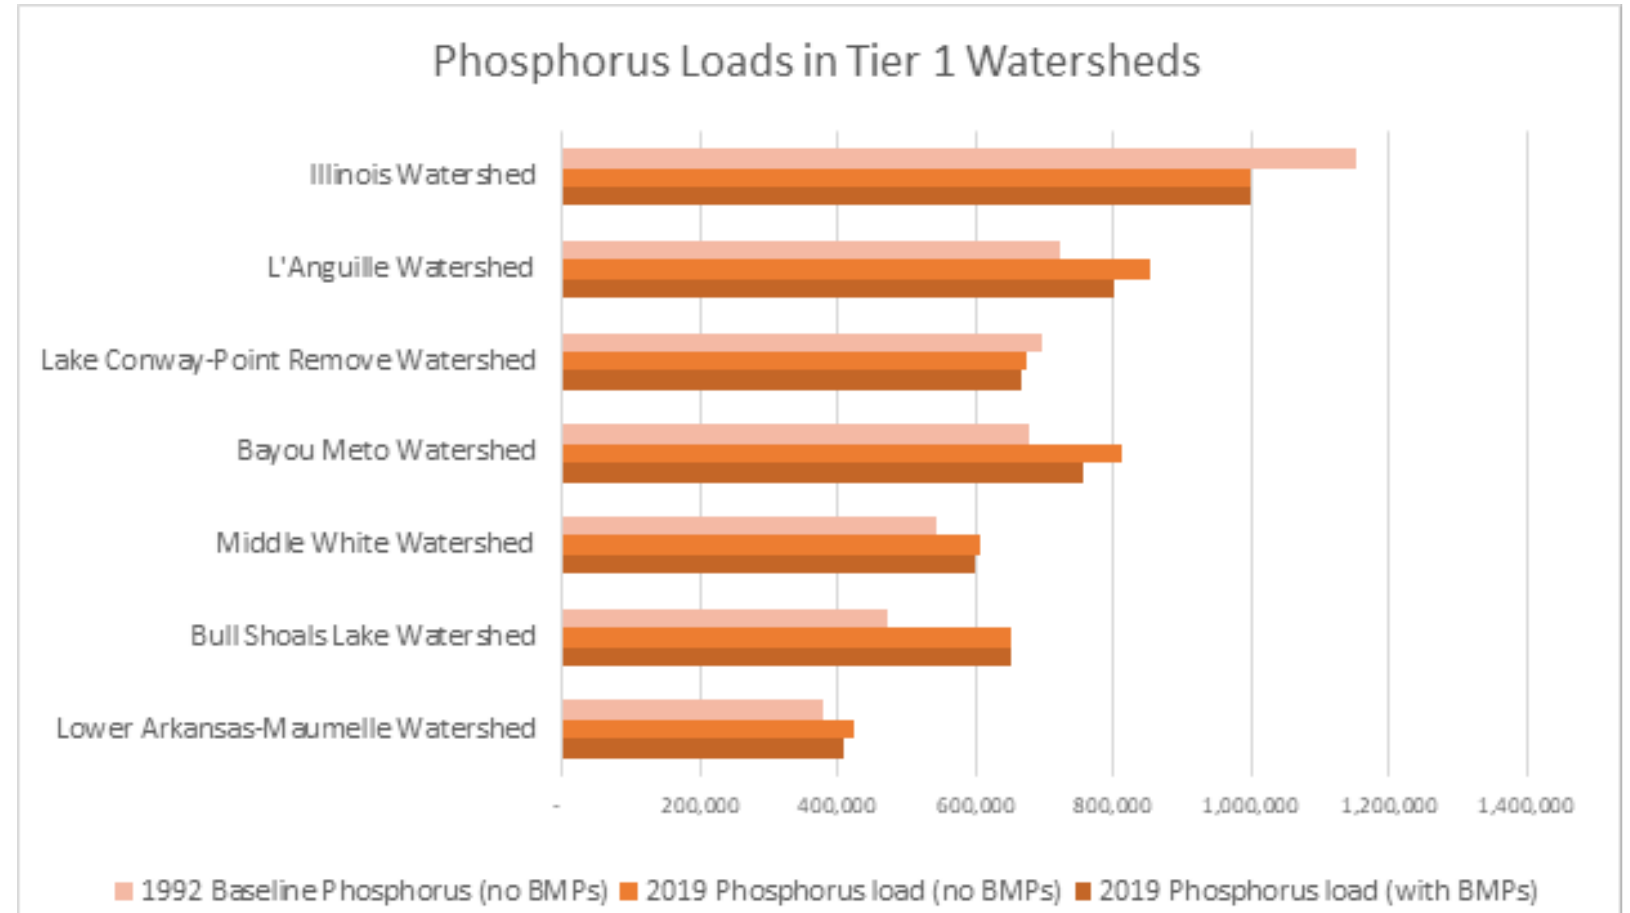 Phosphorus Loads in Tier 1 Watersheds
Illinois Watershed
L'Anguille Watershed
Lake Conway-Point Remove Watershed
Bayou Meto Watershed
Middle White Watershed
Bull Shoals Lake Watershed
Lower Arkansas-Maumelle Watershed
- 200,000 400,000 600,000 800,000 1,000,000 1,200,000 1,400,000
1992 Baseline Phosphorus (no BMPs) 2019 Phosphorus load (no BMPs) 2019 Phosphorus load (with BMPs)